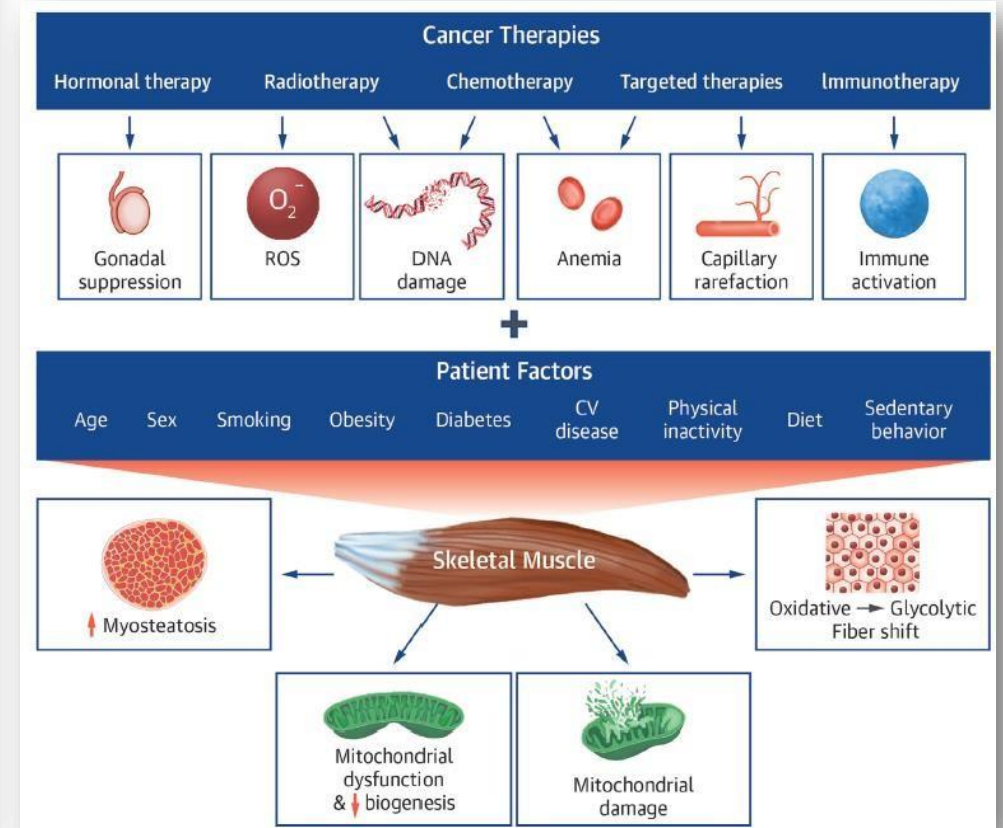 Cancer Therapies
Hormonal therapy Radiotherapy Chemotherapy Targeted therapies Immunotherapy
O₂⁻
Gonadal
suppression
ROS
DNA
damage
Anemia
Capillary
rarefaction
Immune
activation
+
Patient Factors
Age Sex Smoking Obesity Diabetes CV
disease Physical
inactivity Diet Sedentary
behavior
Skeletal Muscle
↑ Myosteatosis
Oxidative → Glycolytic
Fiber shift
Mitochondrial
dysfunction
& ↓ biogenesis
Mitochondrial
damage